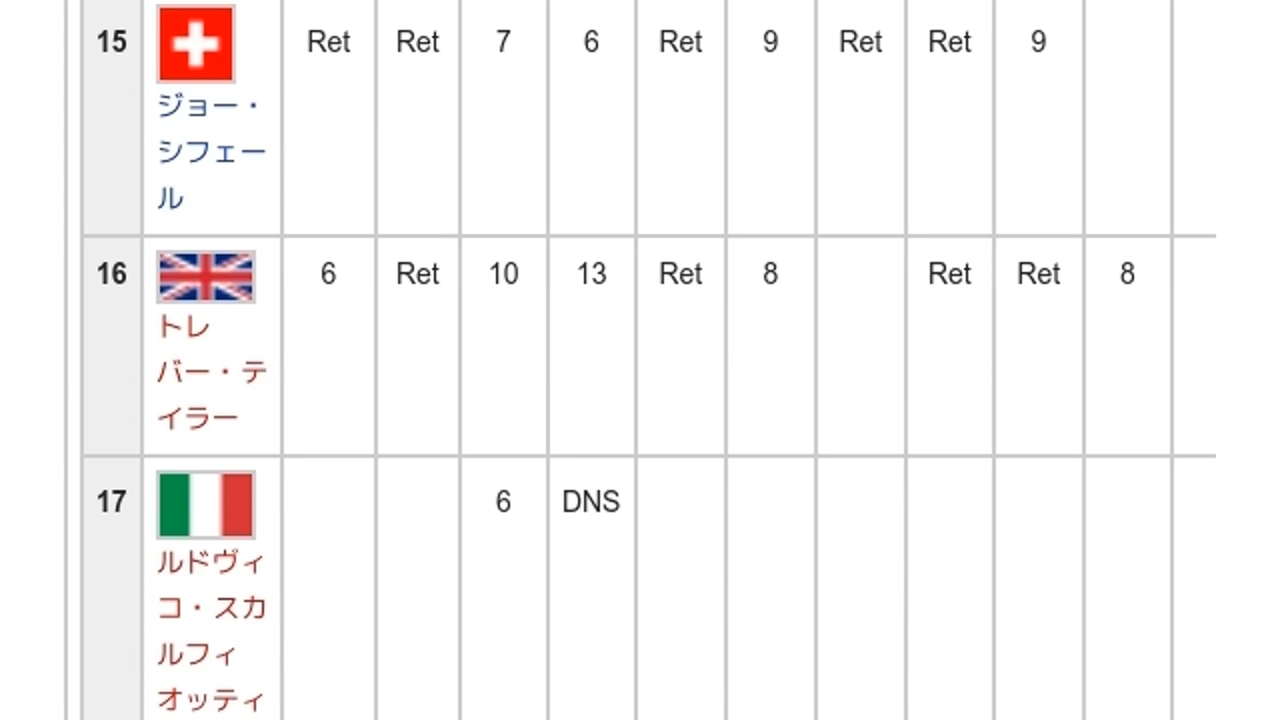 15 Ret Ret 7 6 Ret 9 Ret Ret 9
ジョー・
シフェー
ル
16 6 Ret 10 13 Ret 8 Ret Ret 8
トレ
バー・テ
イラー
17 6 DNS
ルドヴィ
コ・スカ
ルフィ
オッティ